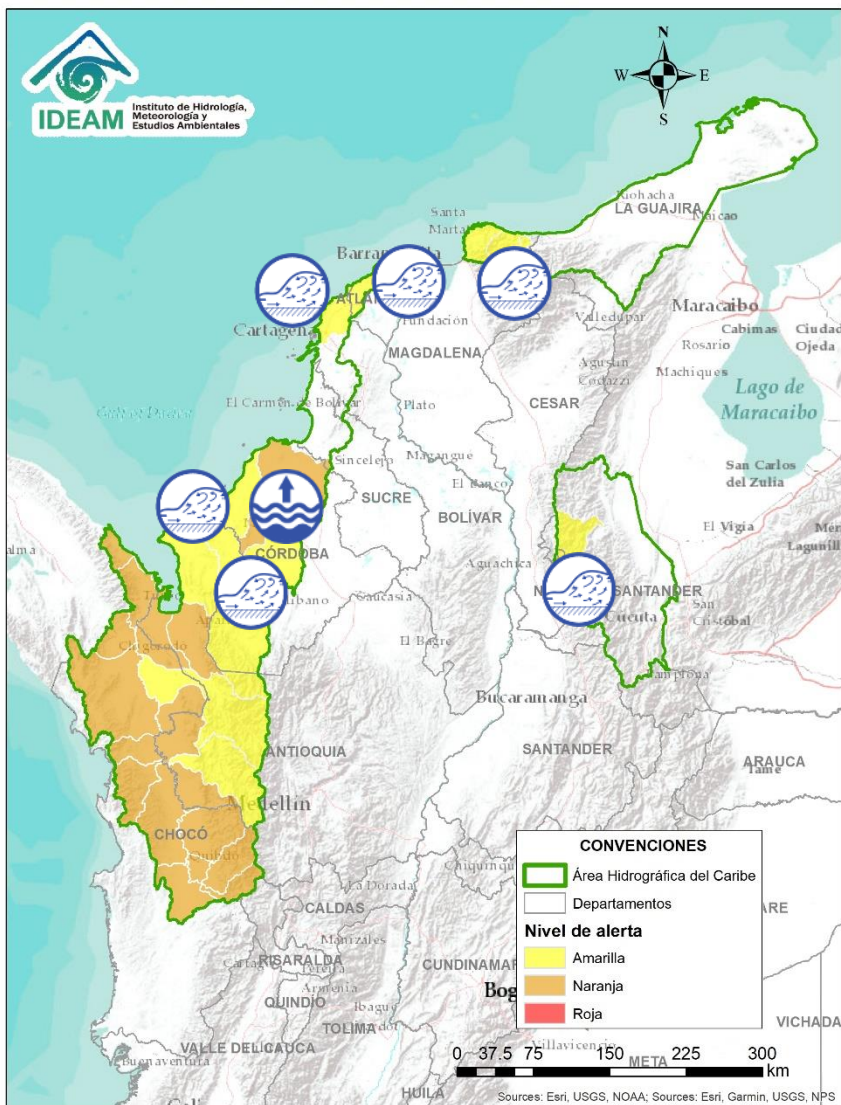 IDEAM
Instituto de Hidrología,
Meteorología y
Estudios Ambientales
N
W
E
S
Riohacha
LA GUAJIRA
Maicao
Santa
Marta
Cartagena
Fundación
Valledupar
Maracaibo
Cabimas
Ciudad
Ojeda
MAGDALENA
Rosario
Agustín
Codazzi
Machiques
El Carmen de Bolívar
Plato
CESAR
Lago de
Maracaibo
Sincelejo
Magangué
San Carlos
del Zulia
SUCRE
El Banco
BOLÍVAR
El Vigía
CÓRDOBA
Aguachica
SANTANDER
Caucasia
San
Cristóbal
Cúcuta
El Bagre
Bucaramanga
ANTIOQUIA
SANTANDER
ARAUCA
Tame
Medellín
CHOCÓ
Quibdó
La Dorada
CALDAS
Manizales
RISARALDA
Pereira
Armenia
QUINDÍO
Ibagué
TOLIMA
VALLE DEL CAUCA
Buenaventura
HUILA
Villavicencio
META
VICHADA
CONVENCIONES
Área Hidrográfica del Caribe
Departamentos
Nivel de alerta
Amarilla
Naranja
Roja
0 37.5 75 150 225 300
km
Sources: Esri, USGS, NOAA; Sources: Esri, Garmin, USGS, NPS